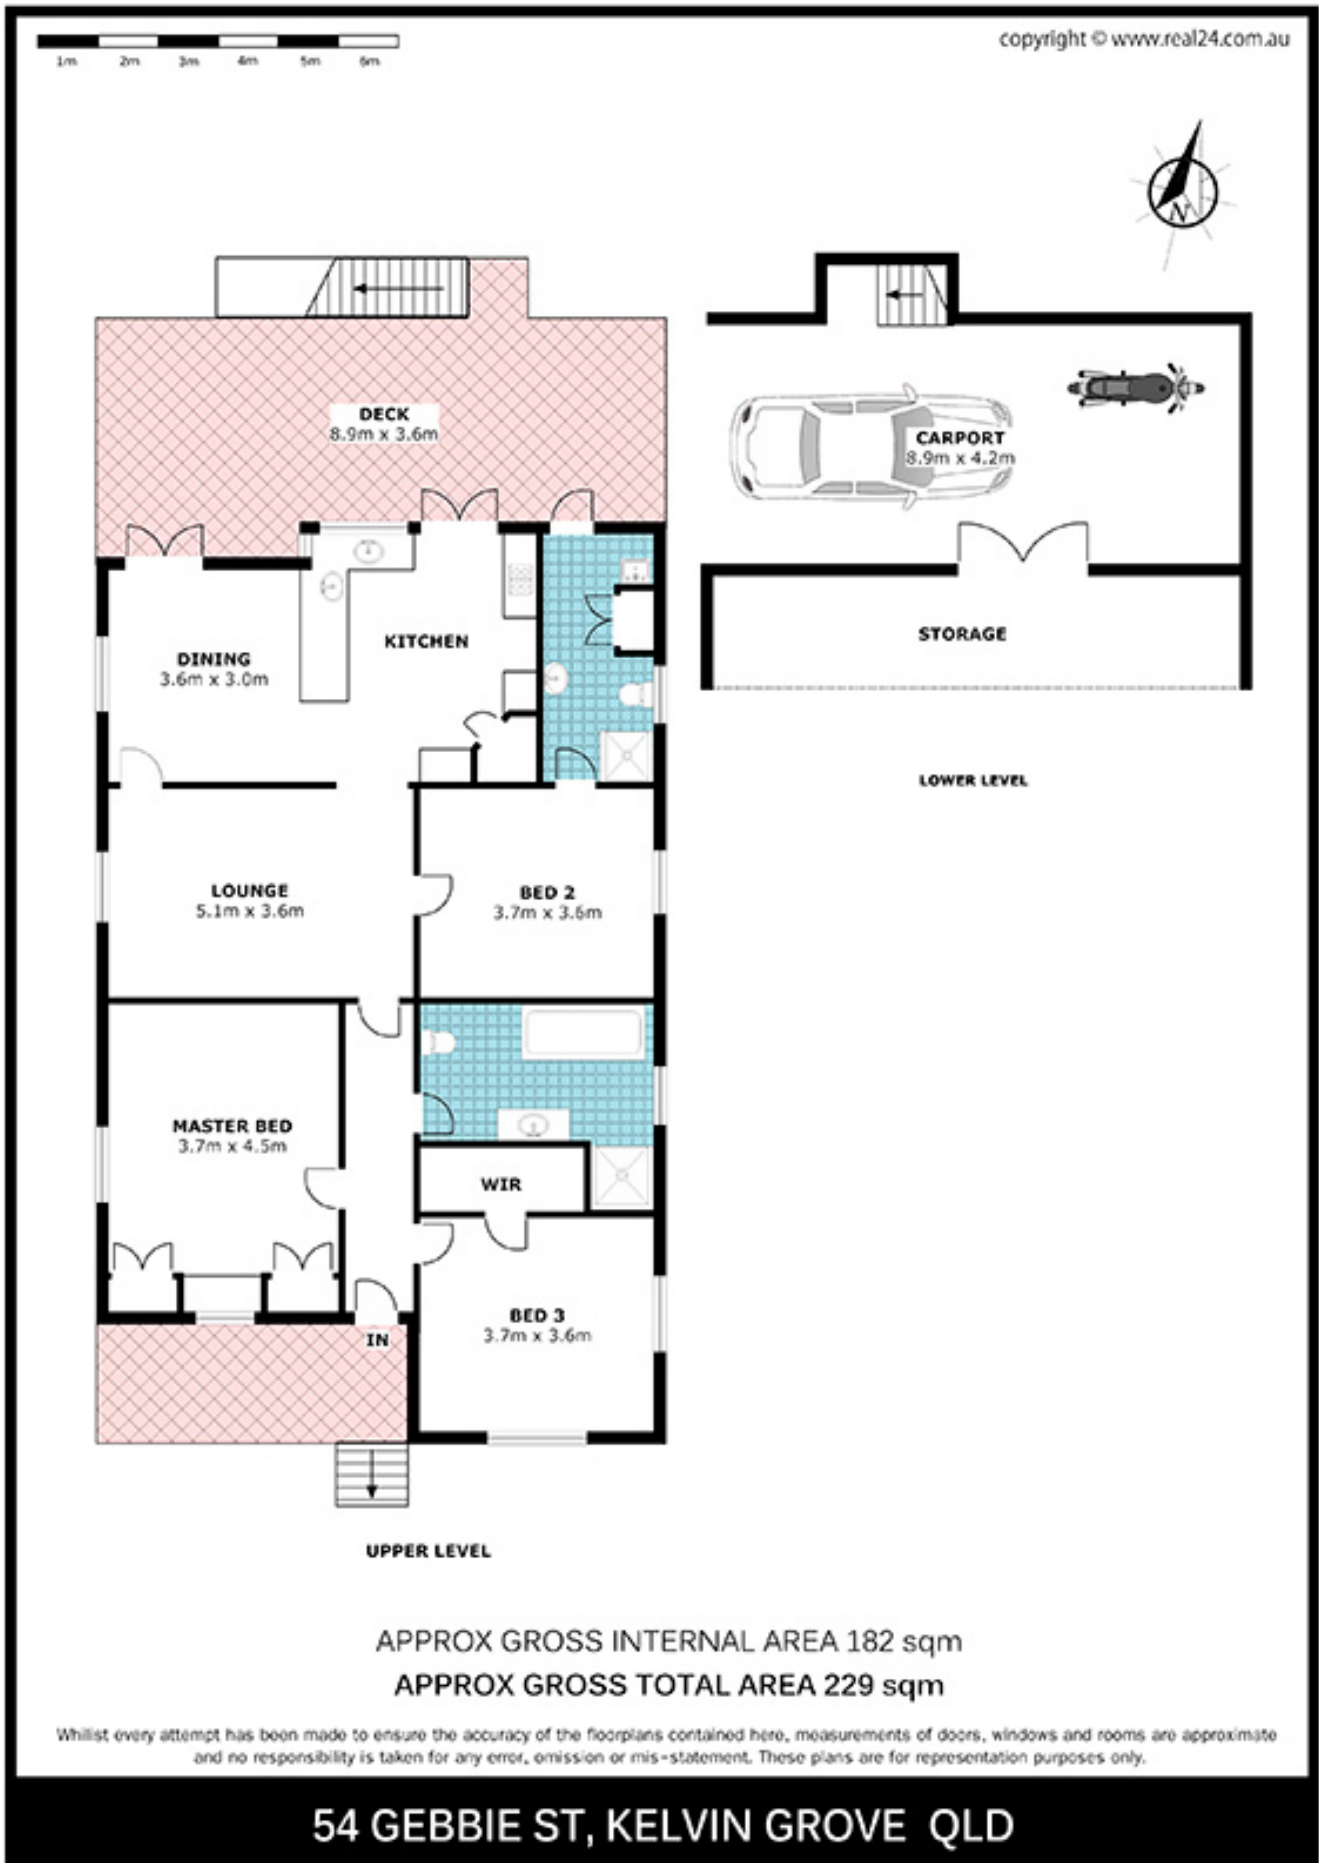 copyright © www.real24.com.au
1m 2m 3m 4m 5m 6m
N
DECK
8.9m x 3.6m
CARPORT
8.9m x 4.2m
KITCHEN
DINING
3.6m x 3.0m
STORAGE
LOWER LEVEL
LOUNGE
5.1m x 3.6m
BED 2
3.7m x 3.6m
MASTER BED
3.7m x 4.5m
WIR
BED 3
3.7m x 3.6m
IN
UPPER LEVEL
APPROX GROSS INTERNAL AREA 182 sqm
APPROX GROSS TOTAL AREA 229 sqm
Whilist every attempt has been made to ensure the accuracy of the floorplans contained here, measurements of doors, windows and rooms are approximate
and no responsibility is taken for any error, omission or mis-statement. These plans are for representation purposes only.
54 GEBBIE ST, KELVIN GROVE QLD